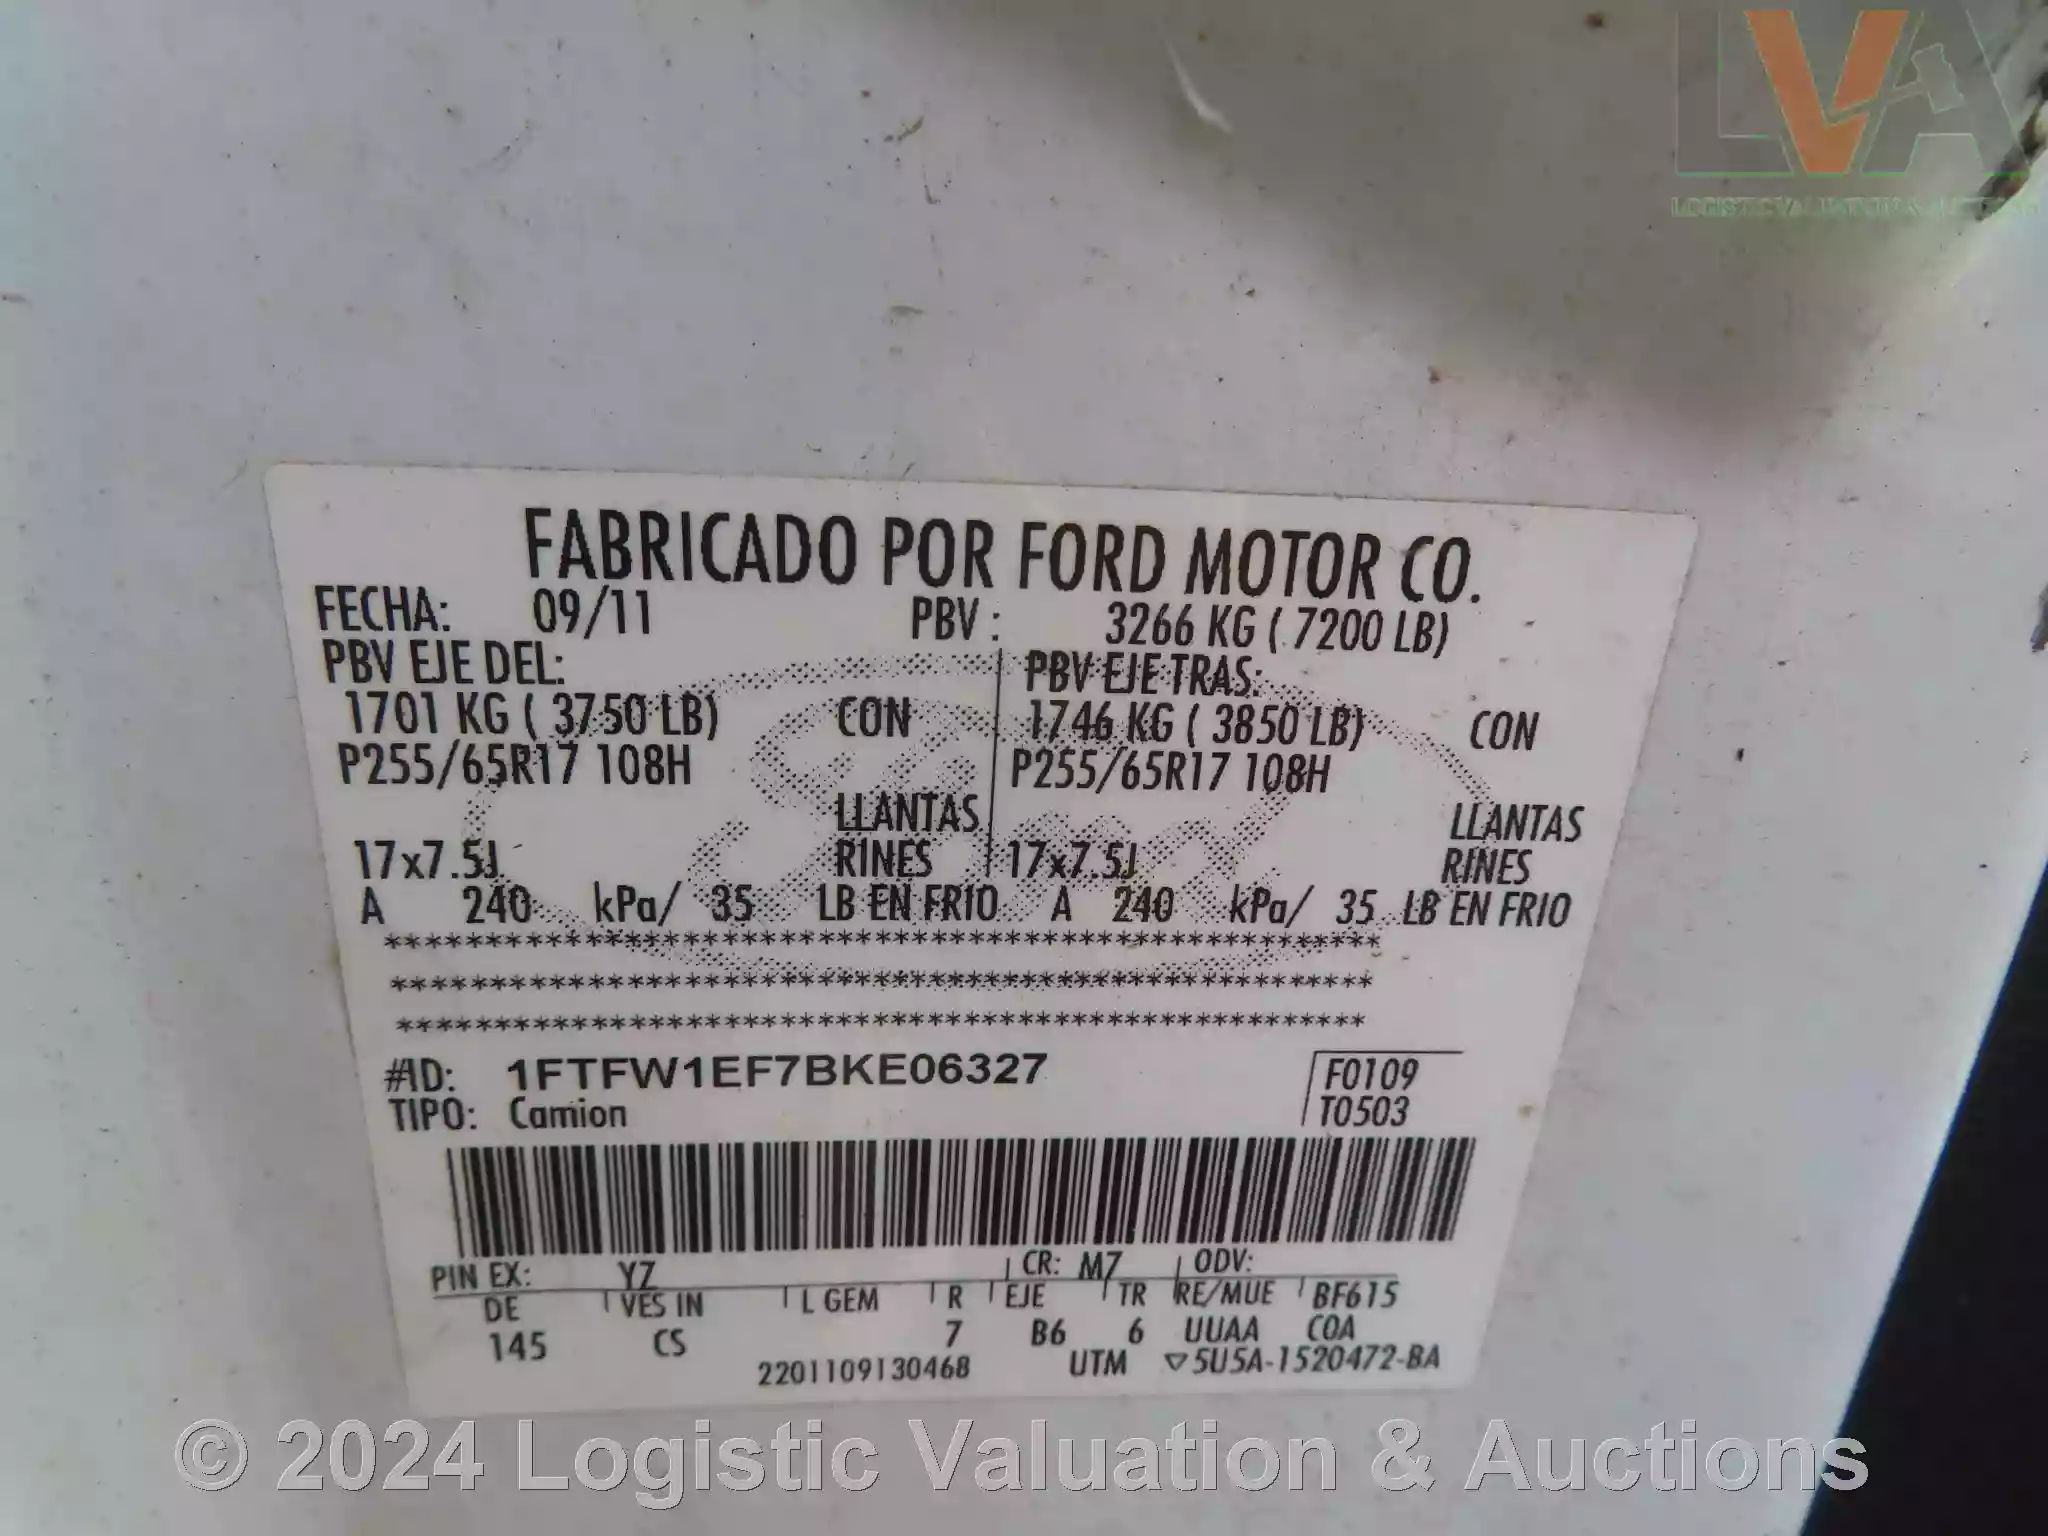 LVA
LOGISTIC VALUATION & AUCTIONS
FABRICADO POR FORD MOTOR CO.
FECHA: 09/11 PBV: 3266 KG ( 7200 LB)
PBV EJE DEL: PBV EJE TRAS:
1701 KG ( 3750 LB) CON 1746 KG ( 3850 LB) CON
P255/65R17 108H P255/65R17 108H
LLANTAS LLANTAS
17x7.5J RINES 17x7.5J RINES
A 240 kPa/ 35 LB EN FRIO A 240 kPa/ 35 LB EN FRIO
****************************************************
****************************************************
****************************************************
#ID: 1FTFW1EF7BKE06327 F0109
TIPO: Camion T0503
PIN EX: YZ CR: M7 ODV:
DE VES IN L GEM R EJE TR RE/MUE BF615
145 CS 7 B6 6 UUAA COA
2201109130468 UTM ▽5U5A-1520472-BA
© 2024 Logistic Valuation & Auctions